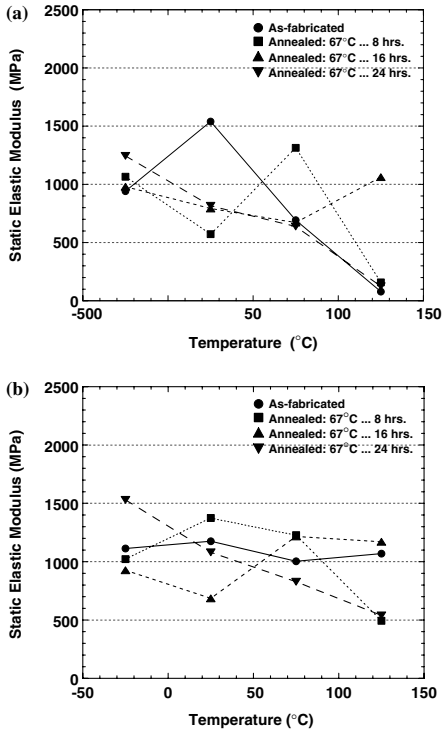 (a)
As-fabricated
Annealed: 67°C ... 8 hrs.
Annealed: 67°C ... 16 hrs.
Annealed: 67°C ... 24 hrs.
2500
2000
1500
1000
500
0
Static Elastic Modulus (MPa)
-500 50 100 150
Temperature (°C)
(b)
As-fabricated
Annealed: 67°C ... 8 hrs.
Annealed: 67°C ... 16 hrs.
Annealed: 67°C ... 24 hrs.
2500
2000
1500
1000
500
0
Static Elastic Modulus (MPa)
-50 0 50 100 150
Temperature (°C)